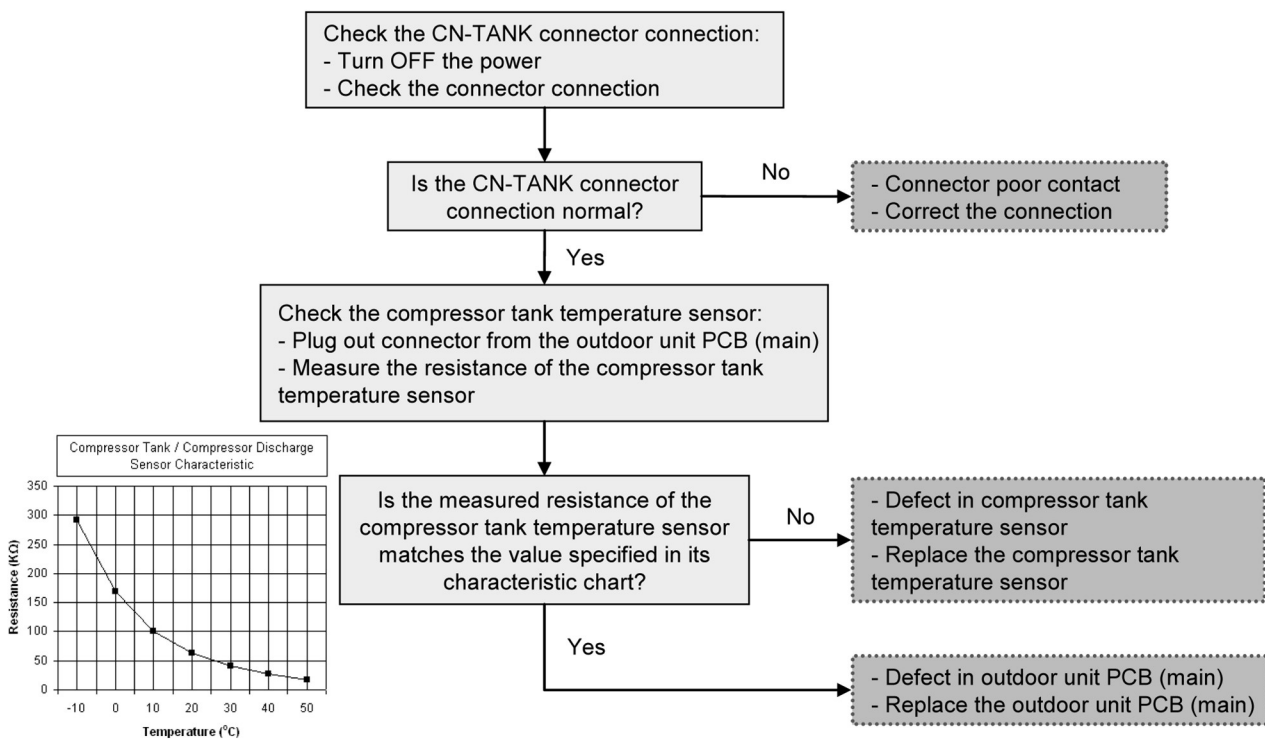 Check the CN-TANK connector connection:
- Turn OFF the power
- Check the connector connection
Is the CN-TANK connector
connection normal?
No
- Connector poor contact
- Correct the connection
Yes
Check the compressor tank temperature sensor:
- Plug out connector from the outdoor unit PCB (main)
- Measure the resistance of the compressor tank
temperature sensor
Compressor Tank / Compressor Discharge
Sensor Characteristic
Resistance (KΩ)
350
300
250
200
150
100
50
0
-10 0 10 20 30 40 50
Temperature (°C)
Is the measured resistance of the
compressor tank temperature sensor
matches the value specified in its
characteristic chart?
No
- Defect in compressor tank
temperature sensor
- Replace the compressor tank
temperature sensor
Yes
- Defect in outdoor unit PCB (main)
- Replace the outdoor unit PCB (main)